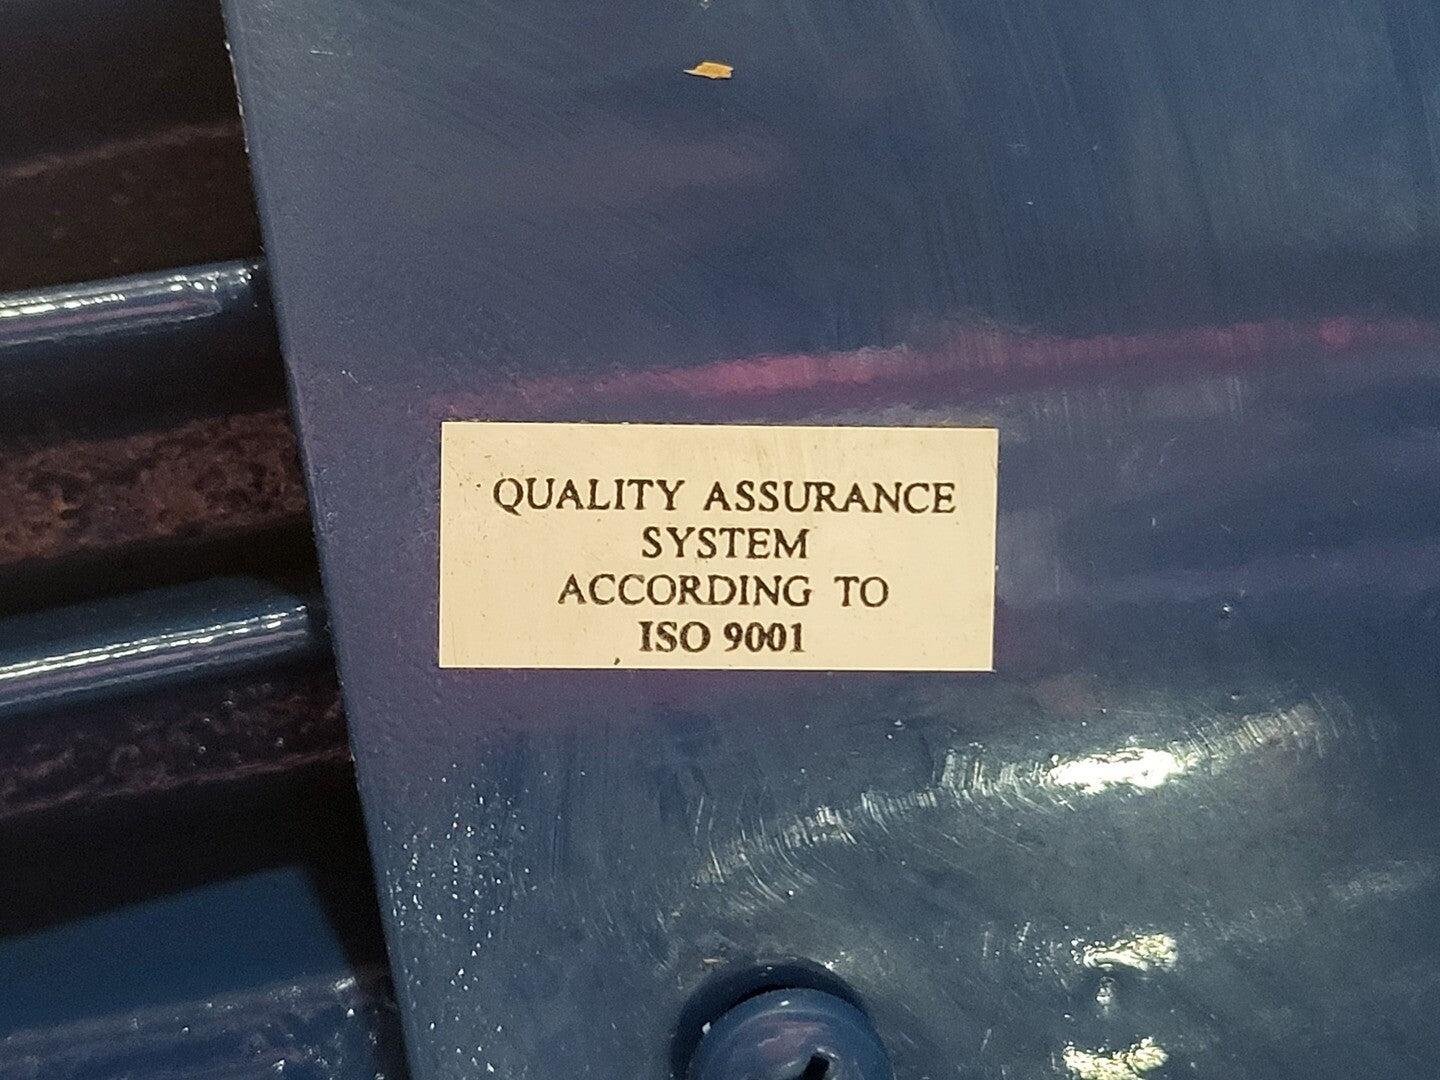 QUALITY ASSURANCE
SYSTEM
ACCORDING TO
ISO 9001